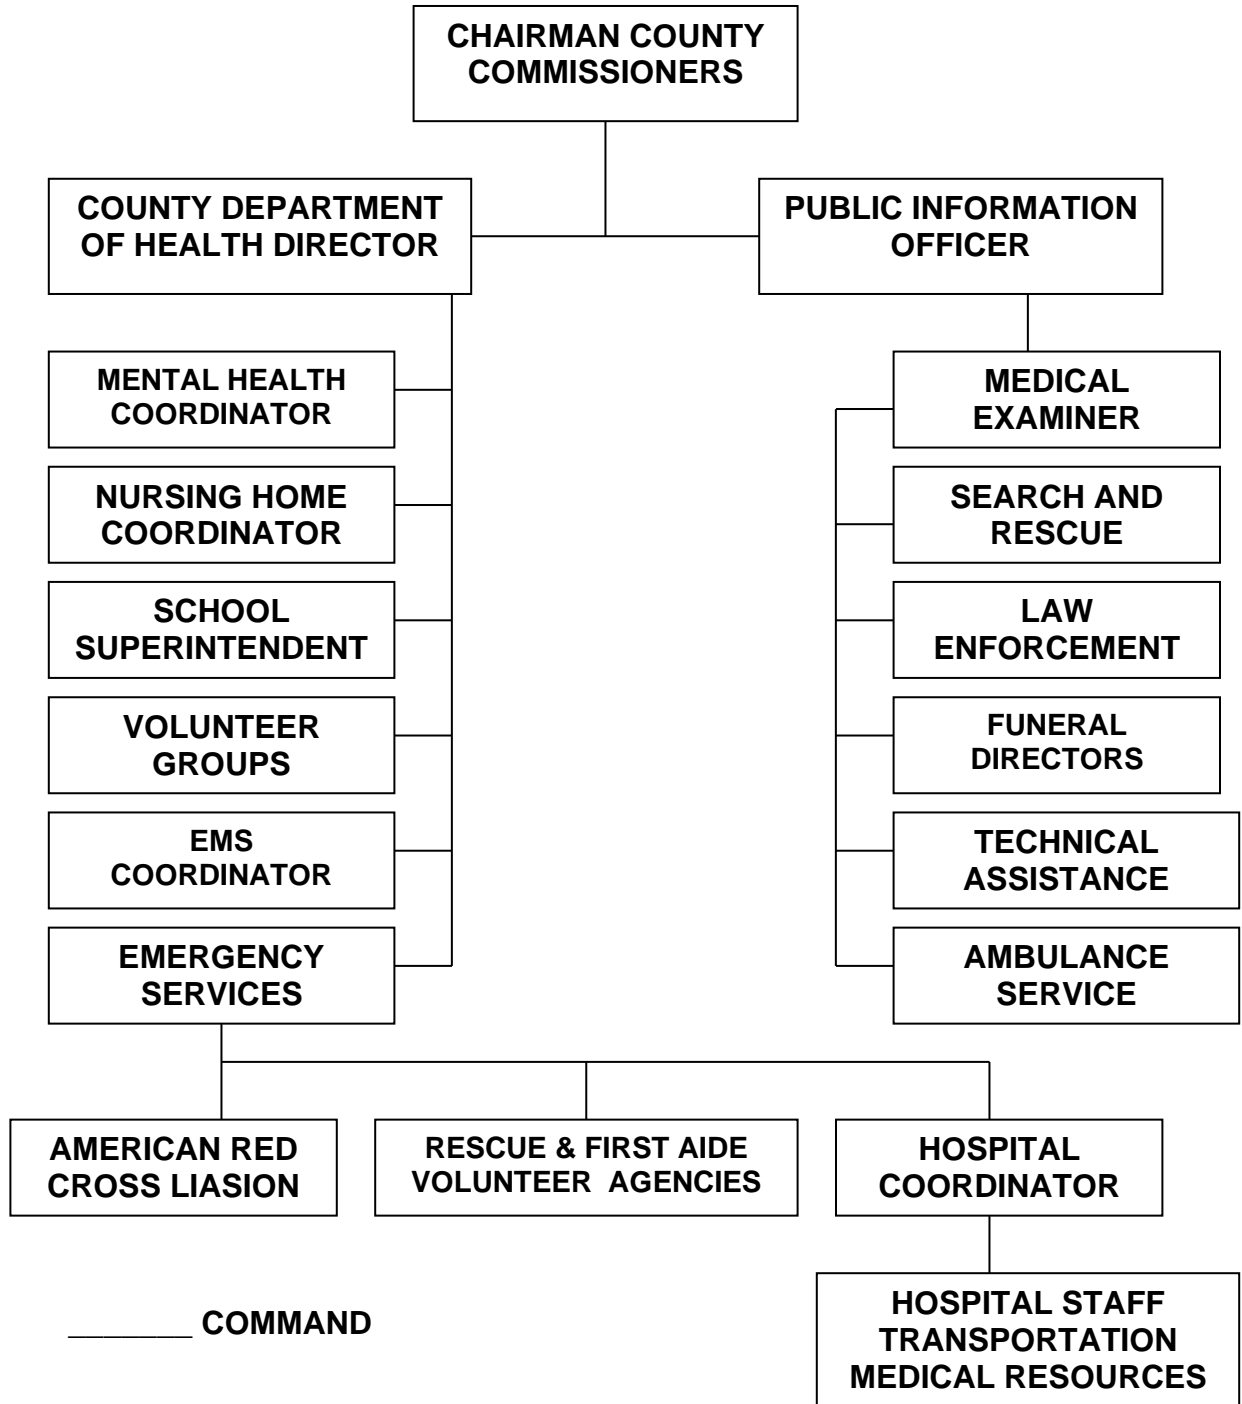 CHAIRMAN COUNTY
COMMISSIONERS
COUNTY DEPARTMENT
OF HEALTH DIRECTOR
PUBLIC INFORMATION
OFFICER
MENTAL HEALTH
COORDINATOR
NURSING HOME
COORDINATOR
SCHOOL
SUPERINTENDENT
VOLUNTEER
GROUPS
EMS
COORDINATOR
EMERGENCY
SERVICES
MEDICAL
EXAMINER
SEARCH AND
RESCUE
LAW
ENFORCEMENT
FUNERAL
DIRECTORS
TECHNICAL
ASSISTANCE
AMBULANCE
SERVICE
AMERICAN RED
CROSS LIASION
RESCUE & FIRST AIDE
VOLUNTEER AGENCIES
HOSPITAL
COORDINATOR
HOSPITAL STAFF
TRANSPORTATION
MEDICAL RESOURCES
_______ COMMAND